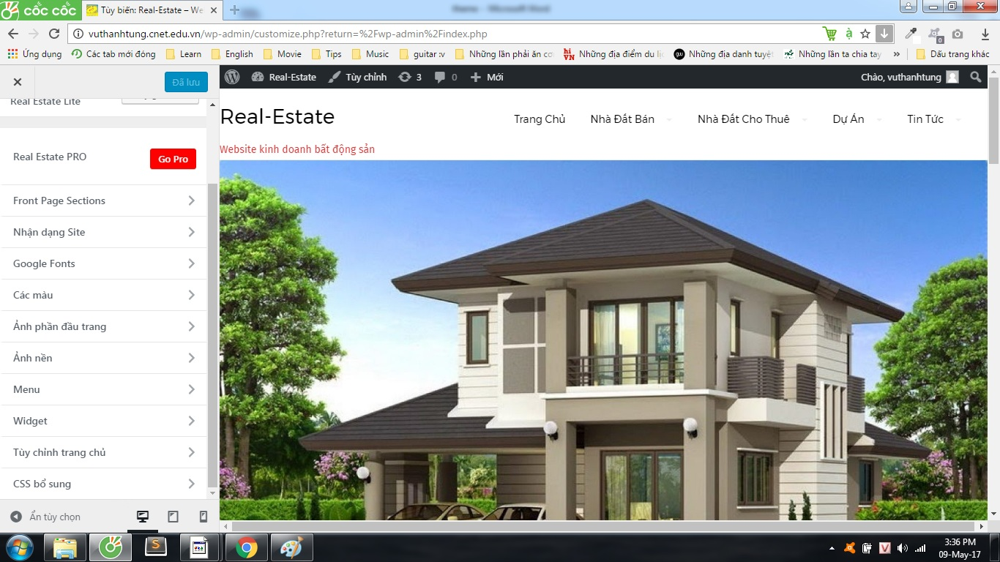 cốc cốc
Tùy biến: Real-Estate – We
vuthanhtung.cnet.edu.vn/wp-admin/customize.php?return=%2Fwp-admin%2Findex.php
Ứng dụng Các tab mới đóng Learn English Movie Tips Music guitar :v Những lần phải ăn cơ Những địa điểm du lị Những địa danh tuyệt Những lần ta chia tay » Dấu trang khác
Đã lưu
Real-Estate Tùy chỉnh 3 0 Mới Chào, vuthanhtung
Real Estate Lite
Real-Estate
Trang Chủ Nhà Đất Bán Nhà Đất Cho Thuê Dự Án Tin Tức
Website kinh doanh bất động sản
Real Estate PRO Go Pro
Front Page Sections
Nhận dạng Site
Google Fonts
Các màu
Ảnh phần đầu trang
Ảnh nền
Menu
Widget
Tùy chỉnh trang chủ
CSS bổ sung
Ẩn tùy chọn
3:36 PM
09-May-17